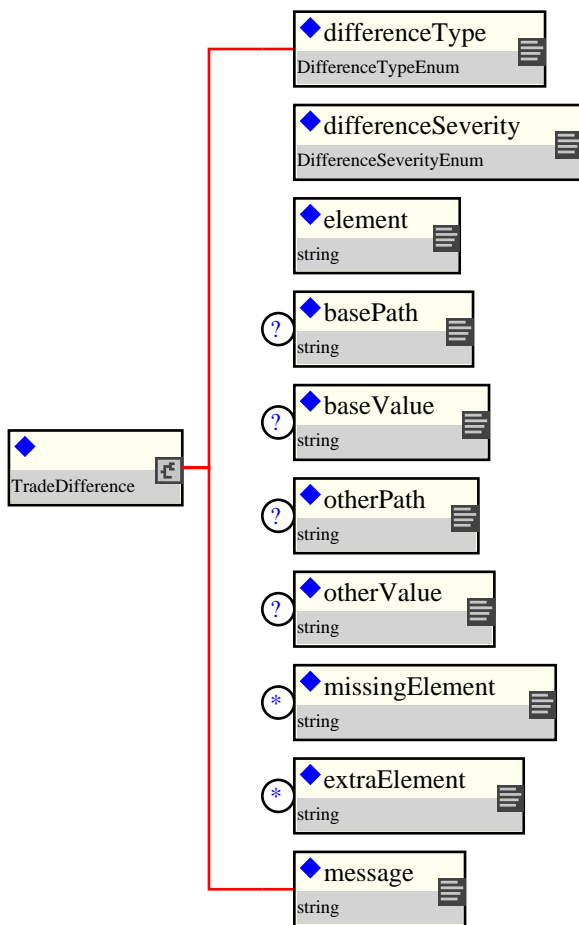 differenceType
DifferenceTypeEnum
differenceSeverity
DifferenceSeverityEnum
element
string
?
basePath
string
?
baseValue
string
TradeDifference
?
otherPath
string
?
otherValue
string
*
missingElement
string
*
extraElement
string
message
string